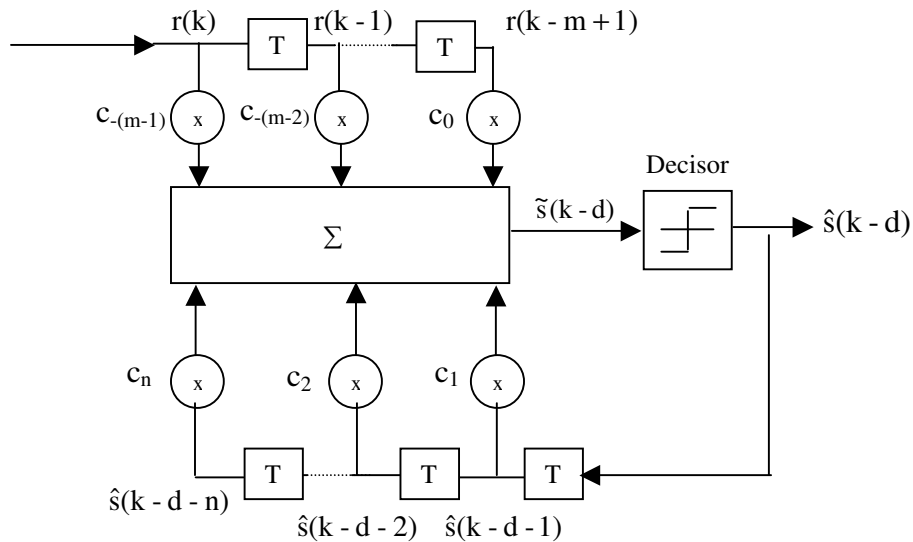 r(k) T r(k - 1) T r(k - m + 1)
c-(m-1) x c-(m-2) x c0 x
Decisor
Σ s̃(k - d) ŝ(k - d)
cn x c2 x c1 x
T T T
ŝ(k - d - n) ŝ(k - d - 2) ŝ(k - d - 1)